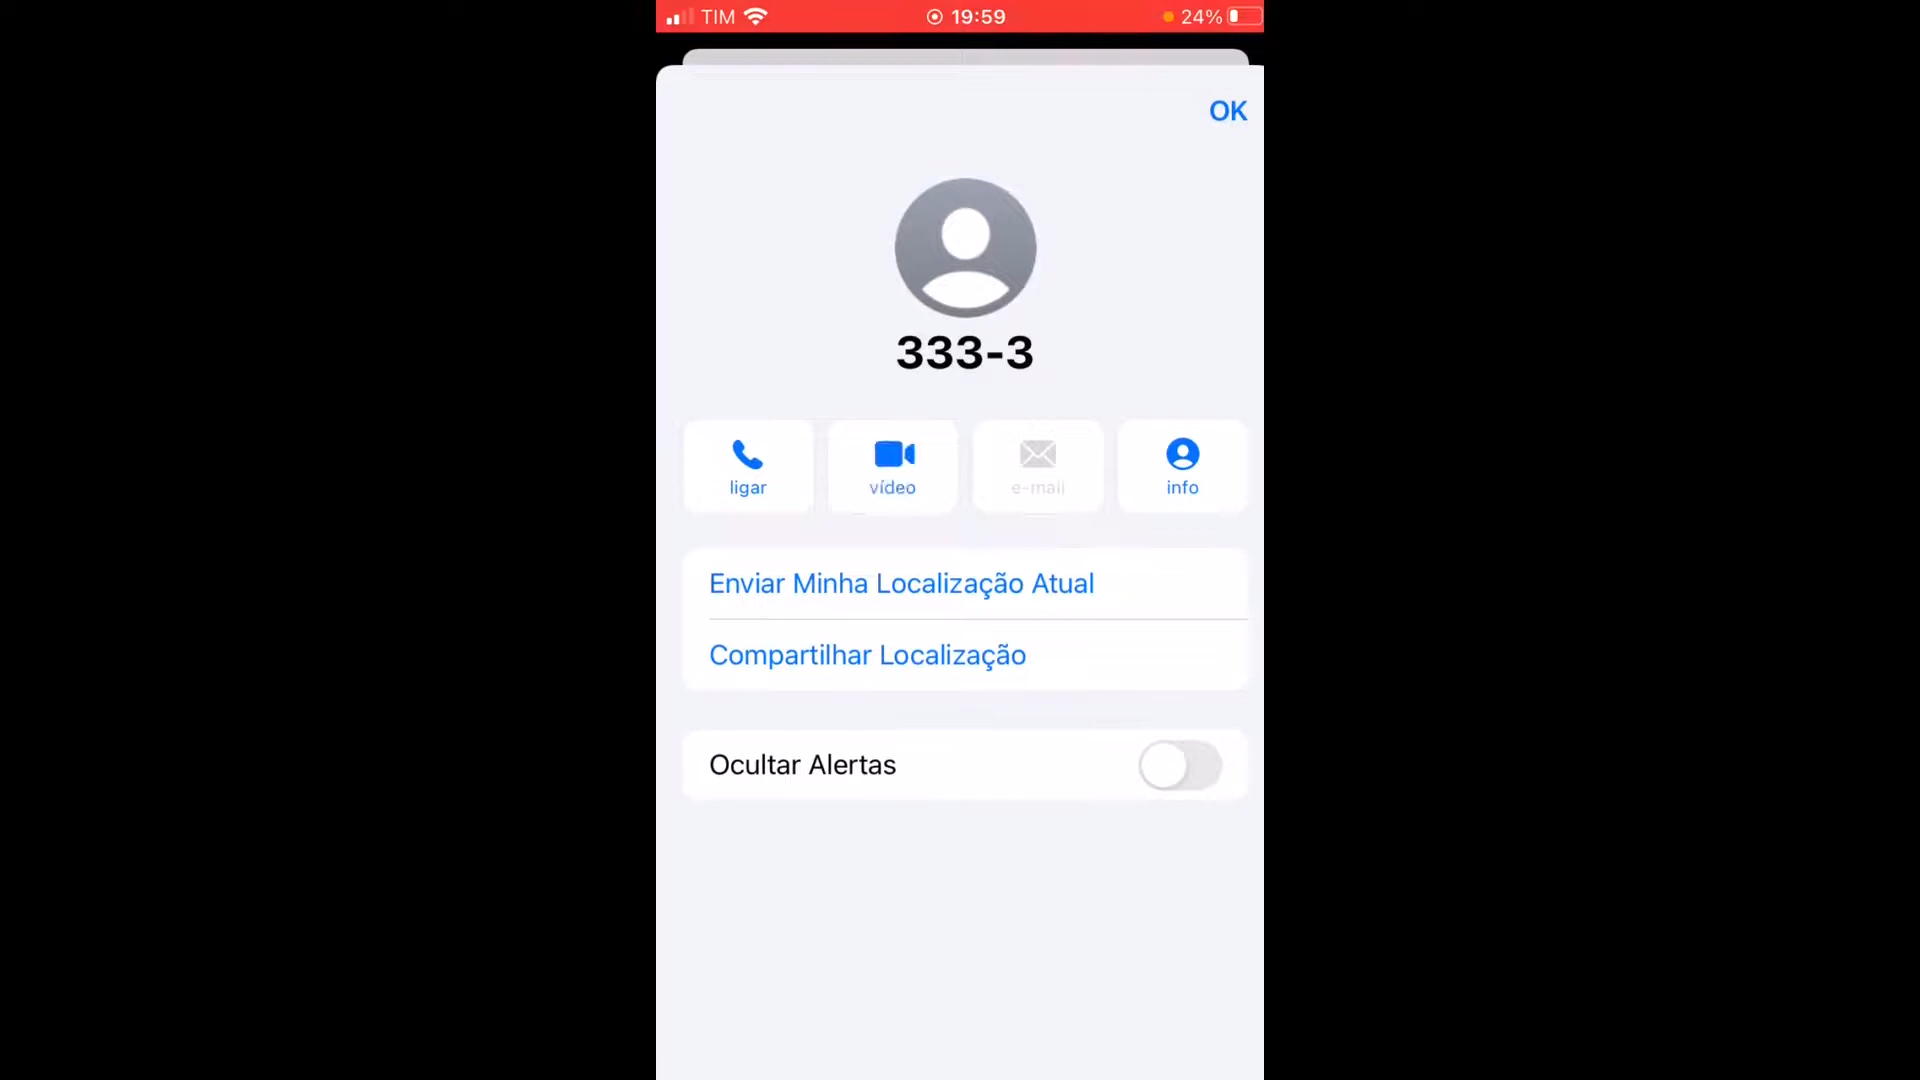 TIM 19:59 24%
OK
333-3
ligar vídeo e-mail info
Enviar Minha Localização Atual
Compartilhar Localização
Ocultar Alertas